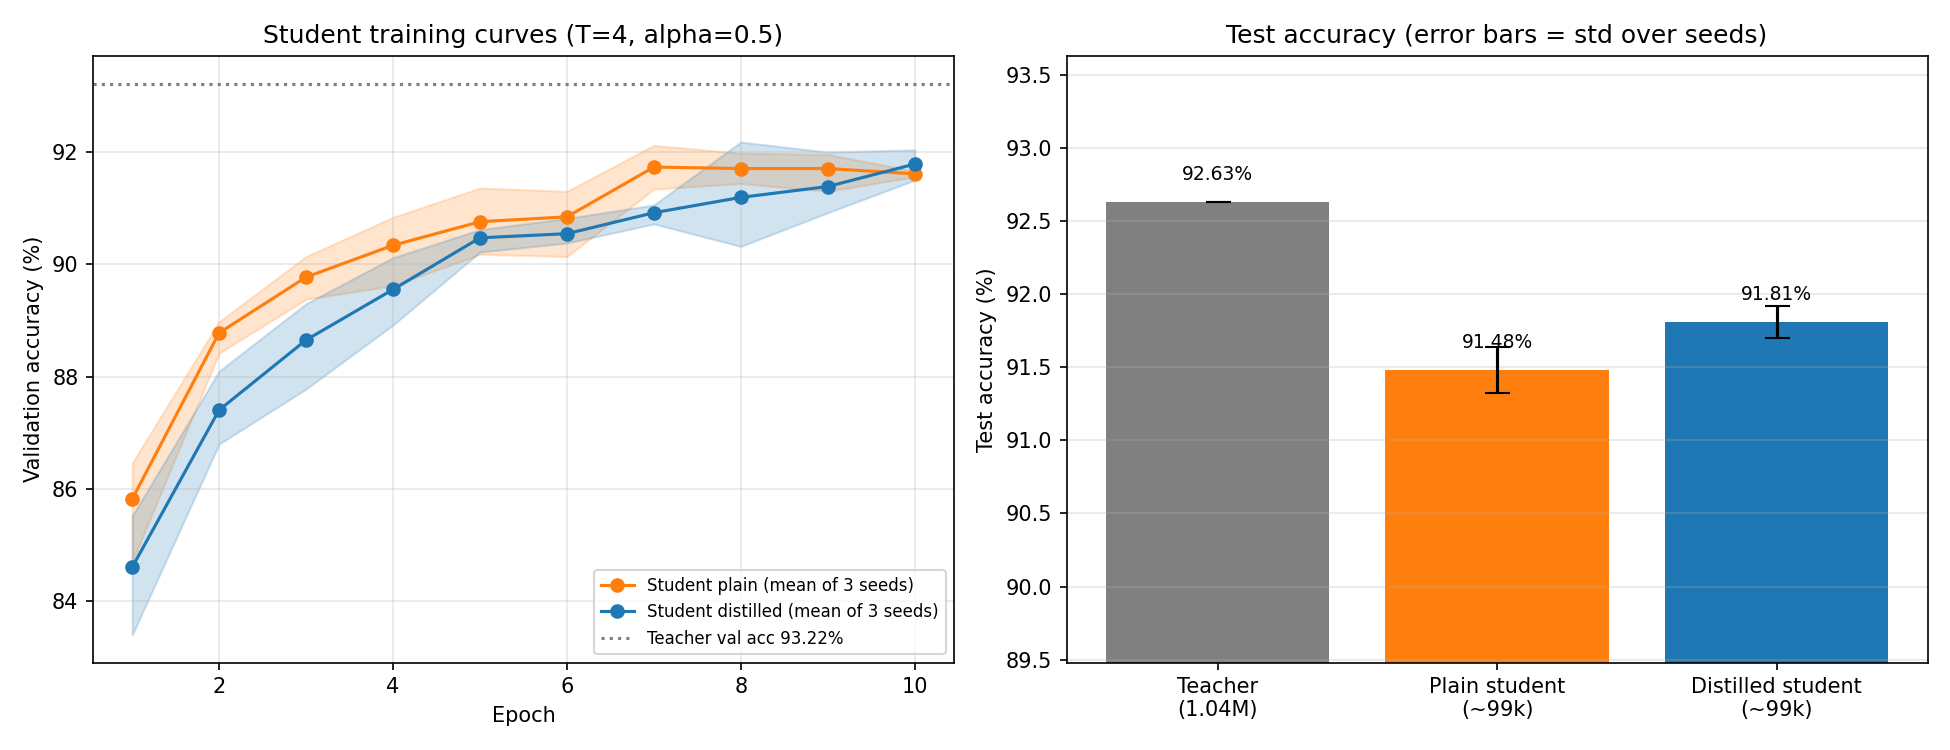 Student training curves (T=4, alpha=0.5)
Validation accuracy (%)
92
90
88
86
84
2
4
6
8
10
Epoch
Student plain (mean of 3 seeds)
Student distilled (mean of 3 seeds)
Teacher val acc 93.22%
Test accuracy (error bars = std over seeds)
Test accuracy (%)
93.5
93.0
92.5
92.0
91.5
91.0
90.5
90.0
89.5
92.63%
91.48%
91.81%
Teacher
(1.04M)
Plain student
(~99k)
Distilled student
(~99k)